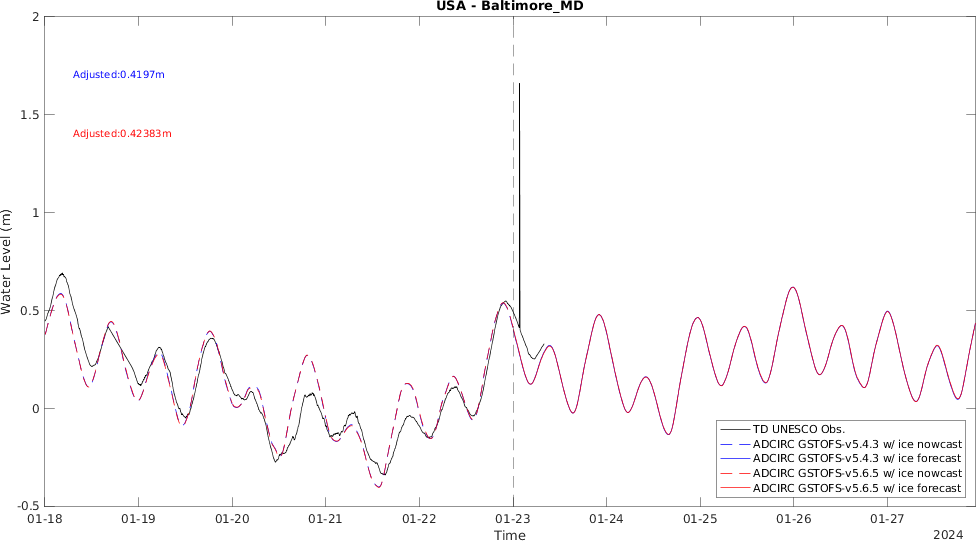 USA - Baltimore_MD
2
Adjusted:0.4197m
1.5
Adjusted:0.42383m
1
Water Level (m)
0.5
0
TD UNESCO Obs.
ADCIRC GSTOFS-v5.4.3 w/ ice nowcast
ADCIRC GSTOFS-v5.4.3 w/ ice forecast
ADCIRC GSTOFS-v5.6.5 w/ ice nowcast
ADCIRC GSTOFS-v5.6.5 w/ ice forecast
-0.5
01-18 01-19 01-20 01-21 01-22 01-23 01-24 01-25 01-26 01-27
Time
2024